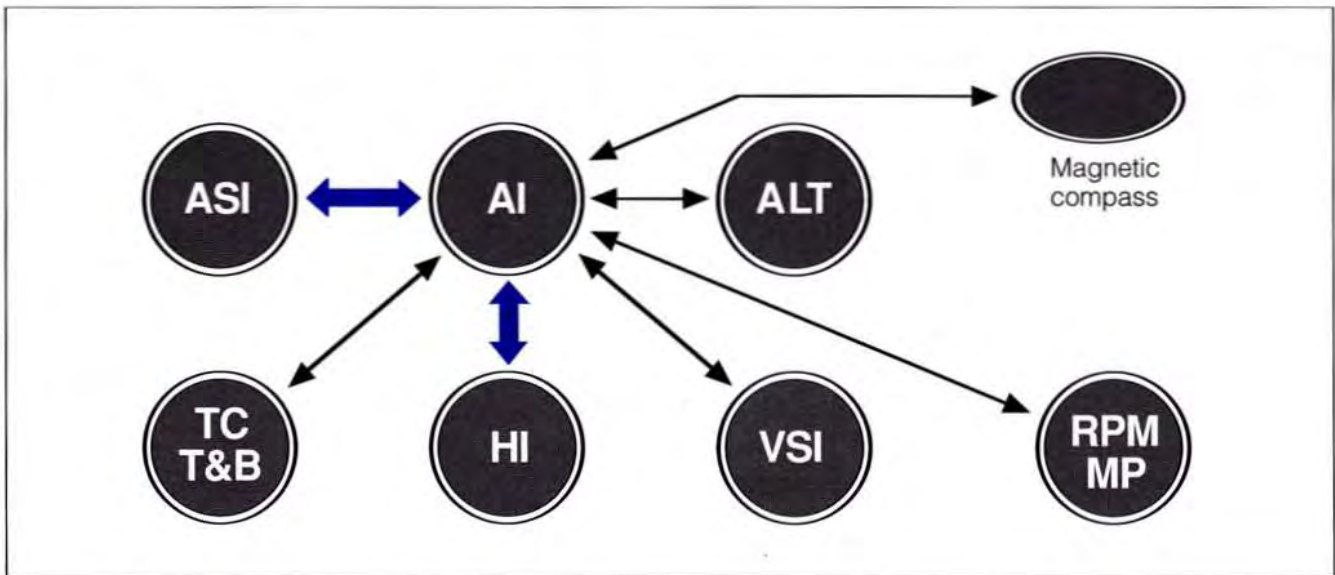 ASI
AI
ALT
Magnetic
compass
TC
T&B
HI
VSI
RPM
MP